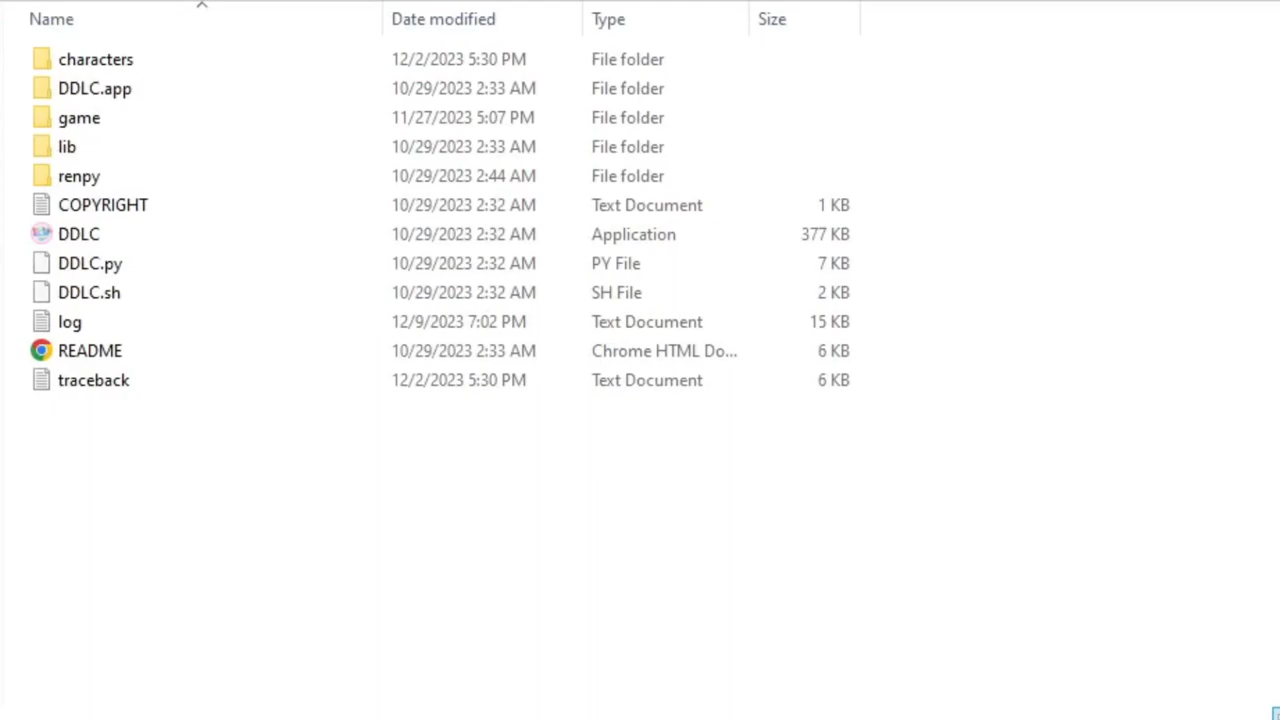 Name Date modified Type Size
characters 12/2/2023 5:30 PM File folder
DDLC.app 10/29/2023 2:33 AM File folder
game 11/27/2023 5:07 PM File folder
lib 10/29/2023 2:33 AM File folder
renpy 10/29/2023 2:44 AM File folder
COPYRIGHT 10/29/2023 2:32 AM Text Document 1 KB
DDLC 10/29/2023 2:32 AM Application 377 KB
DDLC.py 10/29/2023 2:32 AM PY File 7 KB
DDLC.sh 10/29/2023 2:32 AM SH File 2 KB
log 12/9/2023 7:02 PM Text Document 15 KB
README 10/29/2023 2:33 AM Chrome HTML Do... 6 KB
traceback 12/2/2023 5:30 PM Text Document 6 KB